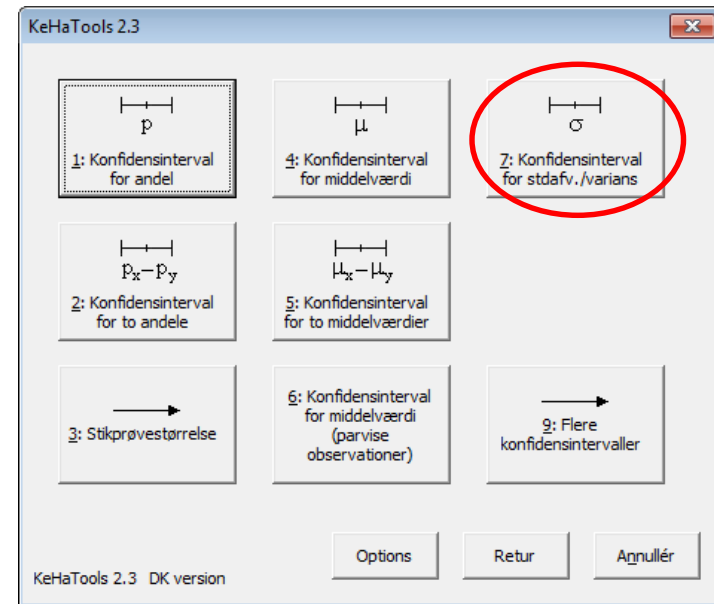 KeHaTools 2.3
p
1: Konfidensinterval
for andel
μ
4: Konfidensinterval
for middelværdi
σ
7: Konfidensinterval
for stdafv./varians
px−py
2: Konfidensinterval
for to andele
μx−μy
5: Konfidensinterval
for to middelværdier
3: Stikprøvestørrelse
6: Konfidensinterval
for middelværdi
(parvise
observationer)
9: Flere
konfidensintervaller
Options
Retur
Annullér
KeHaTools 2.3 DK version